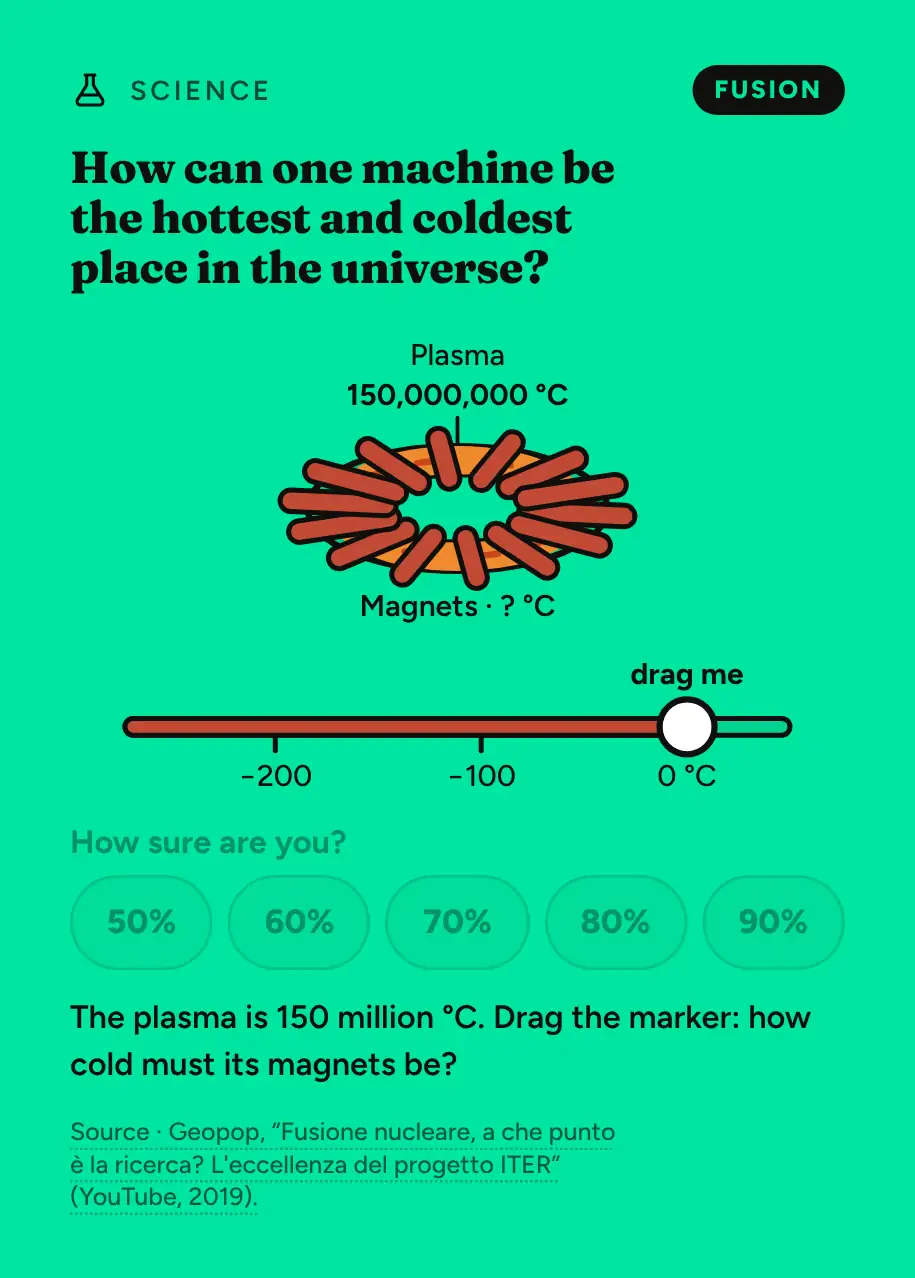 SCIENCE
FUSION
How can one machine be
the hottest and coldest
place in the universe?
Plasma
150,000,000 °C
Magnets · ? °C
drag me
−200
−100
0 °C
How sure are you?
50%
60%
70%
80%
90%
The plasma is 150 million °C. Drag the marker: how
cold must its magnets be?
Source · Geopop, “Fusione nucleare, a che punto
è la ricerca? L'eccellenza del progetto ITER”
(YouTube, 2019).